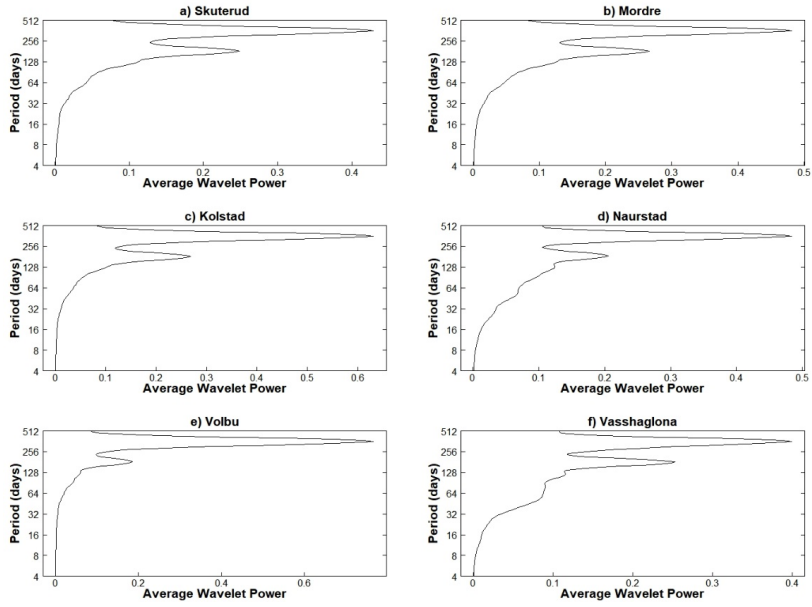 a) Skuterud
Period (days)
512
256
128
64
32
16
8
4
0 0.1 0.2 0.3 0.4
Average Wavelet Power
b) Mordre
Period (days)
512
256
128
64
32
16
8
4
0 0.1 0.2 0.3 0.4 0.5
Average Wavelet Power
c) Kolstad
Period (days)
512
256
128
64
32
16
8
4
0 0.1 0.2 0.3 0.4 0.5 0.6
Average Wavelet Power
d) Naurstad
Period (days)
512
256
128
64
32
16
8
4
0 0.1 0.2 0.3 0.4 0.5
Average Wavelet Power
e) Volbu
Period (days)
512
256
128
64
32
16
8
4
0 0.2 0.4 0.6
Average Wavelet Power
f) Vasshaglona
Period (days)
512
256
128
64
32
16
8
4
0 0.1 0.2 0.3 0.4
Average Wavelet Power